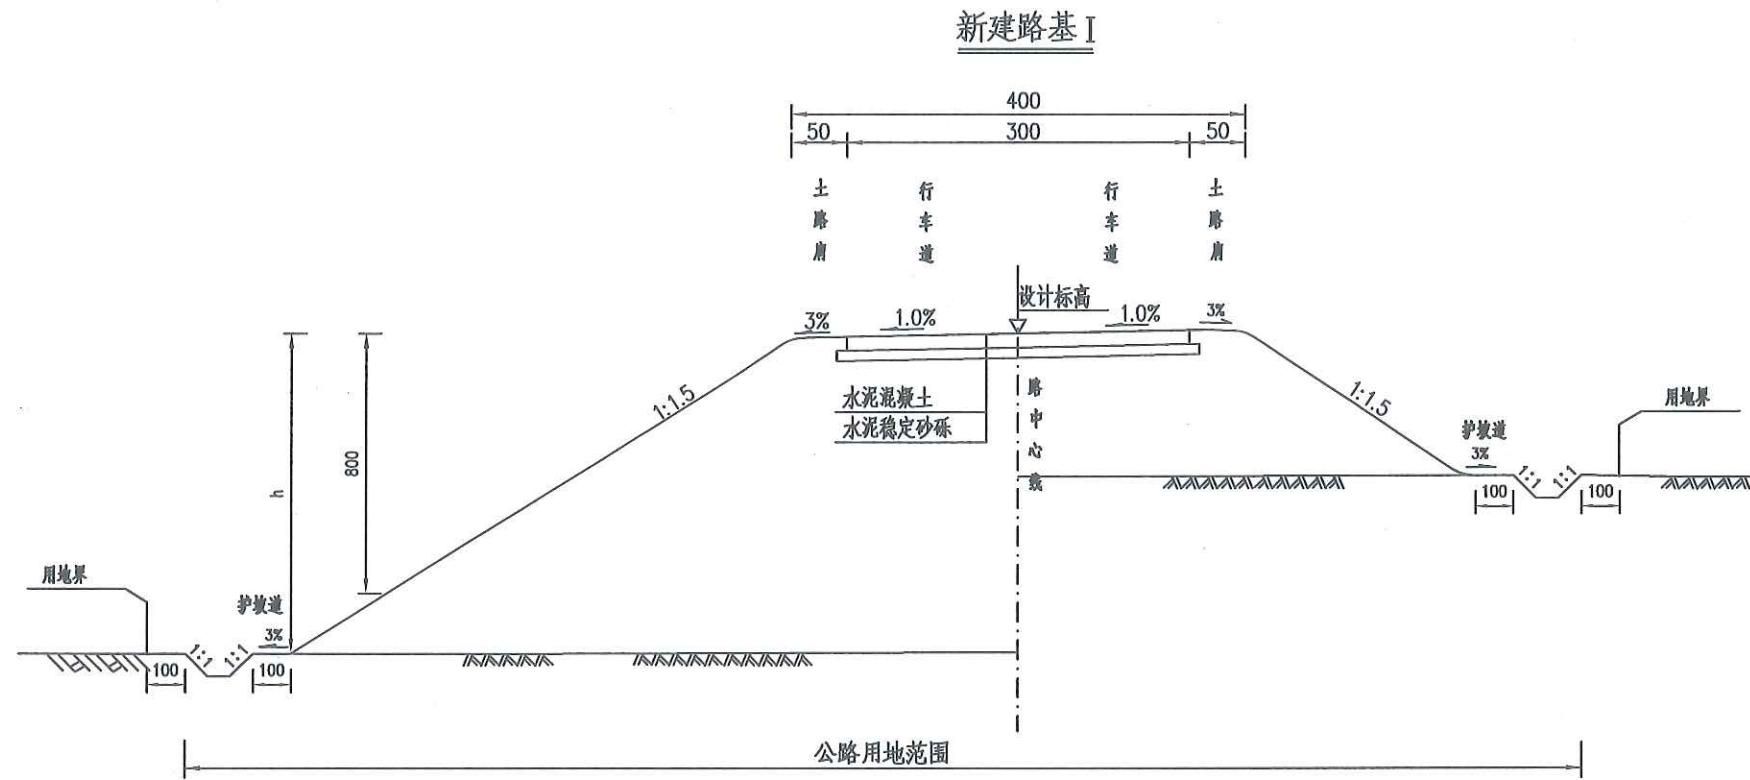 新建路基 I
400
50 300 50
土路肩 行车道 行车道 土路肩
设计标高
3% 1.0% 1.0% 3%
水泥混凝土
水泥稳定砂砾
路中心线
1:1.5
1:1.5
800
h
用地界
护坡道
3%
1:1 1:1
100 100
用地界
护坡道
3%
1:1 1:1
100 100
公路用地范围